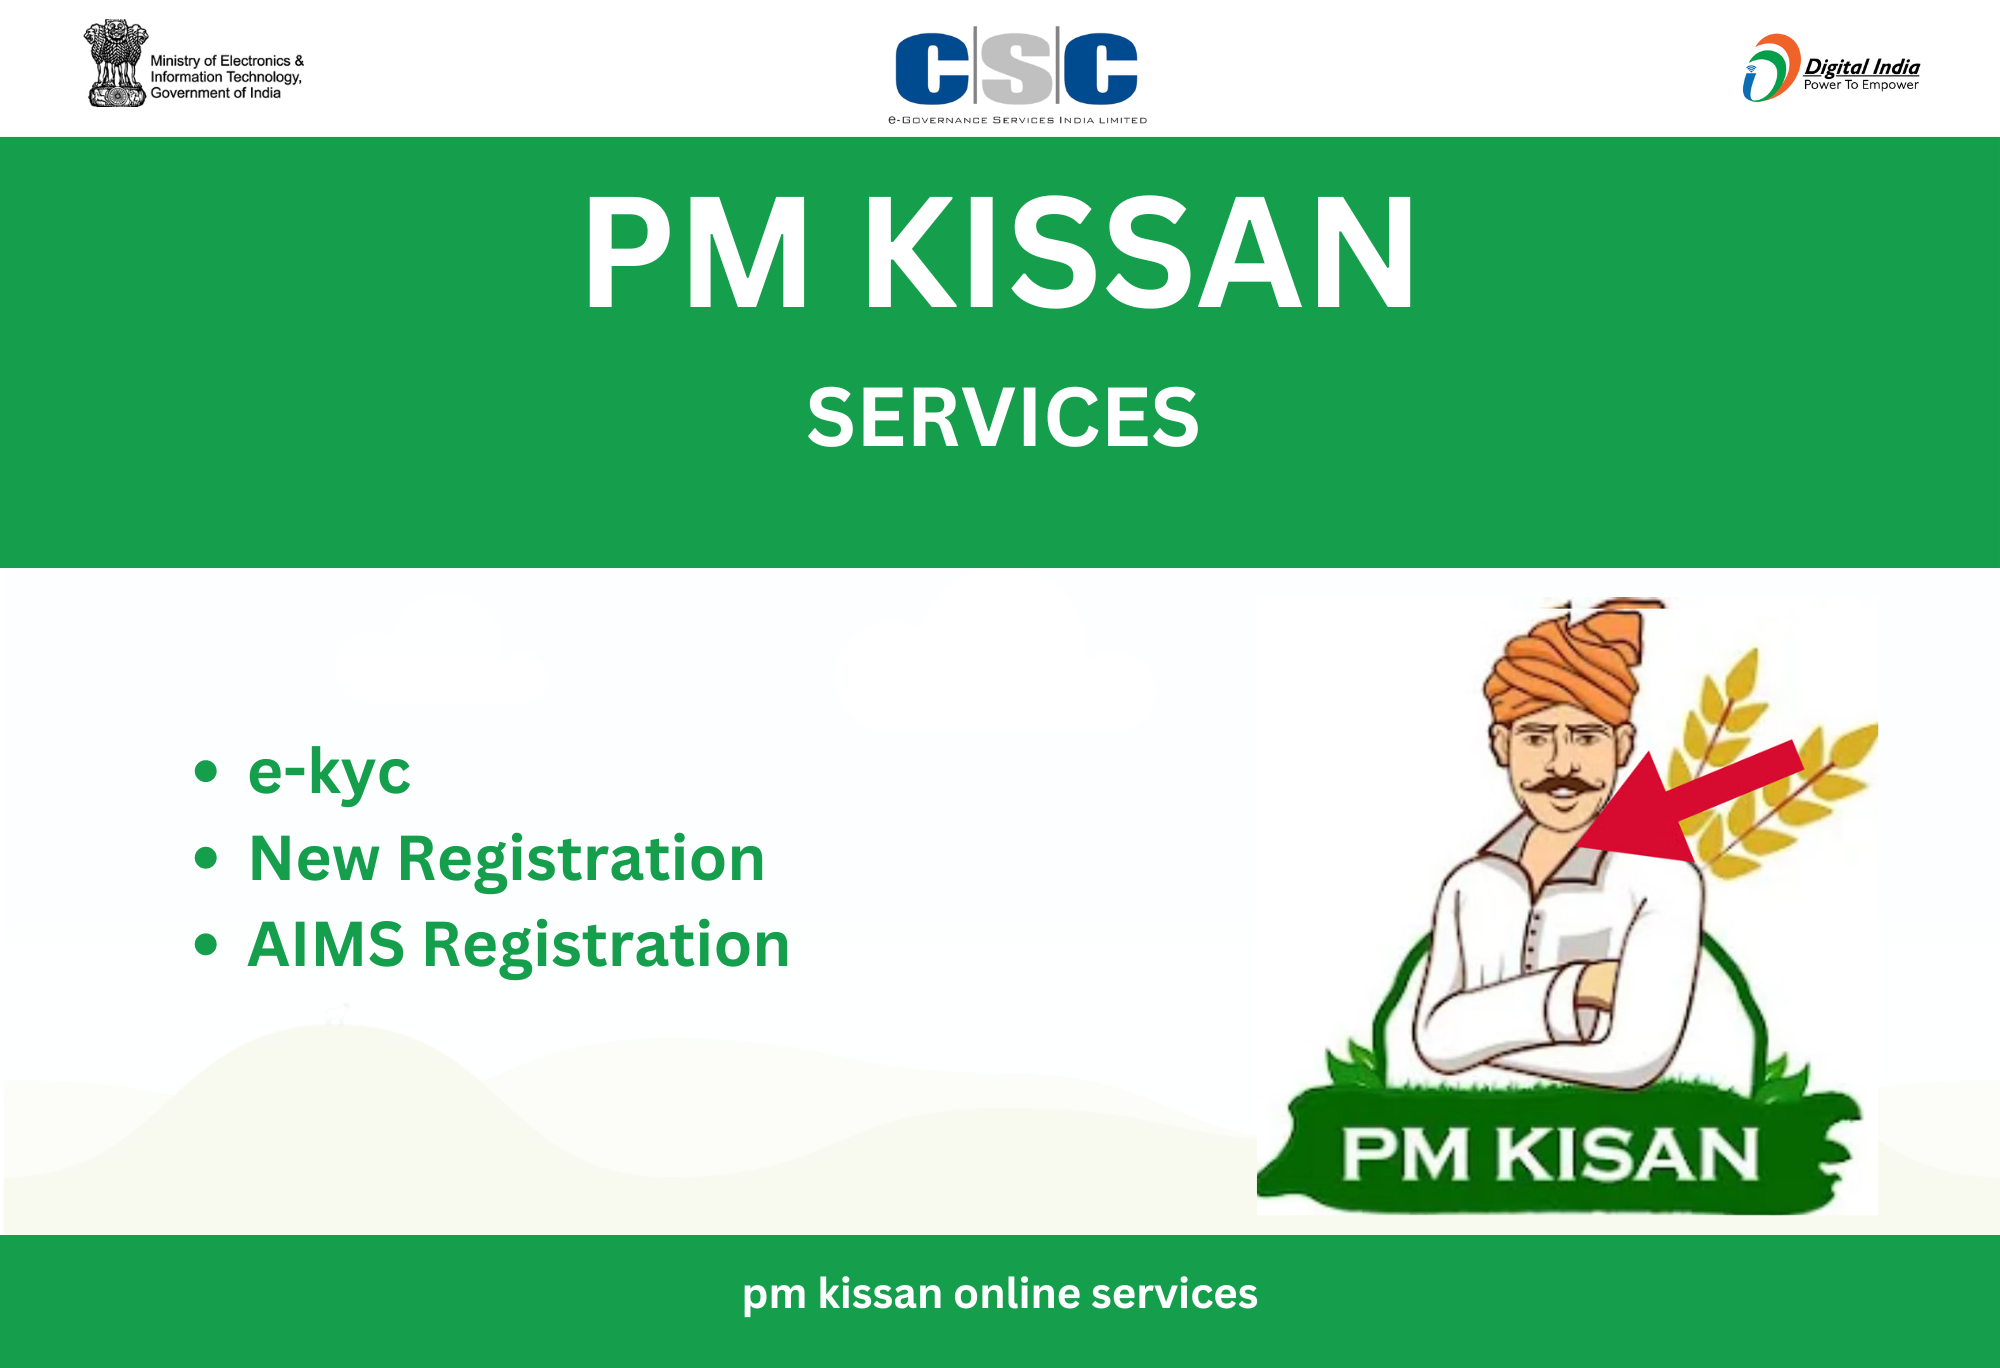 Ministry of Electronics &
Information Technology,
Government of India
CSC
e-Governance Services India Limited
Digital India
Power To Empower
PM KISSAN
SERVICES
• e-kyc
• New Registration
• AIMS Registration
PM KISAN
pm kissan online services